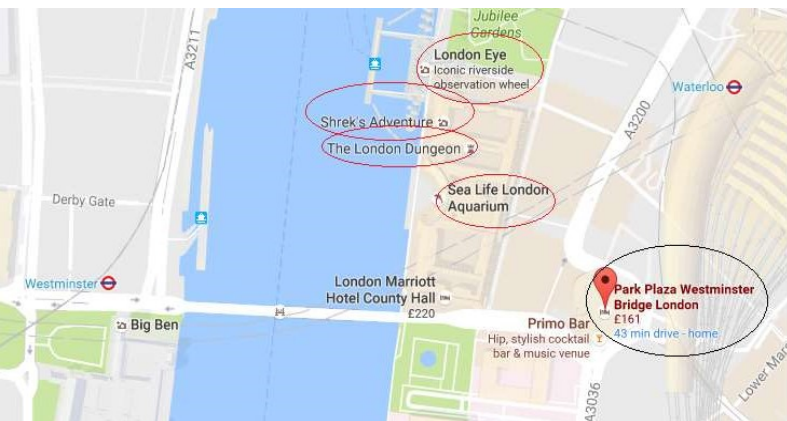 Jubilee
Gardens
A3211
London Eye
Iconic riverside
observation wheel
Waterloo
A3200
Shrek's Adventure
The London Dungeon
Sea Life London
Aquarium
Derby Gate
Westminster
London Marriott
Hotel County Hall
£220
Park Plaza Westminster
Bridge London
£161
43 min drive - home
Big Ben
Primo Bar
Hip, stylish cocktail
bar & music venue
A3036
Lower Mar